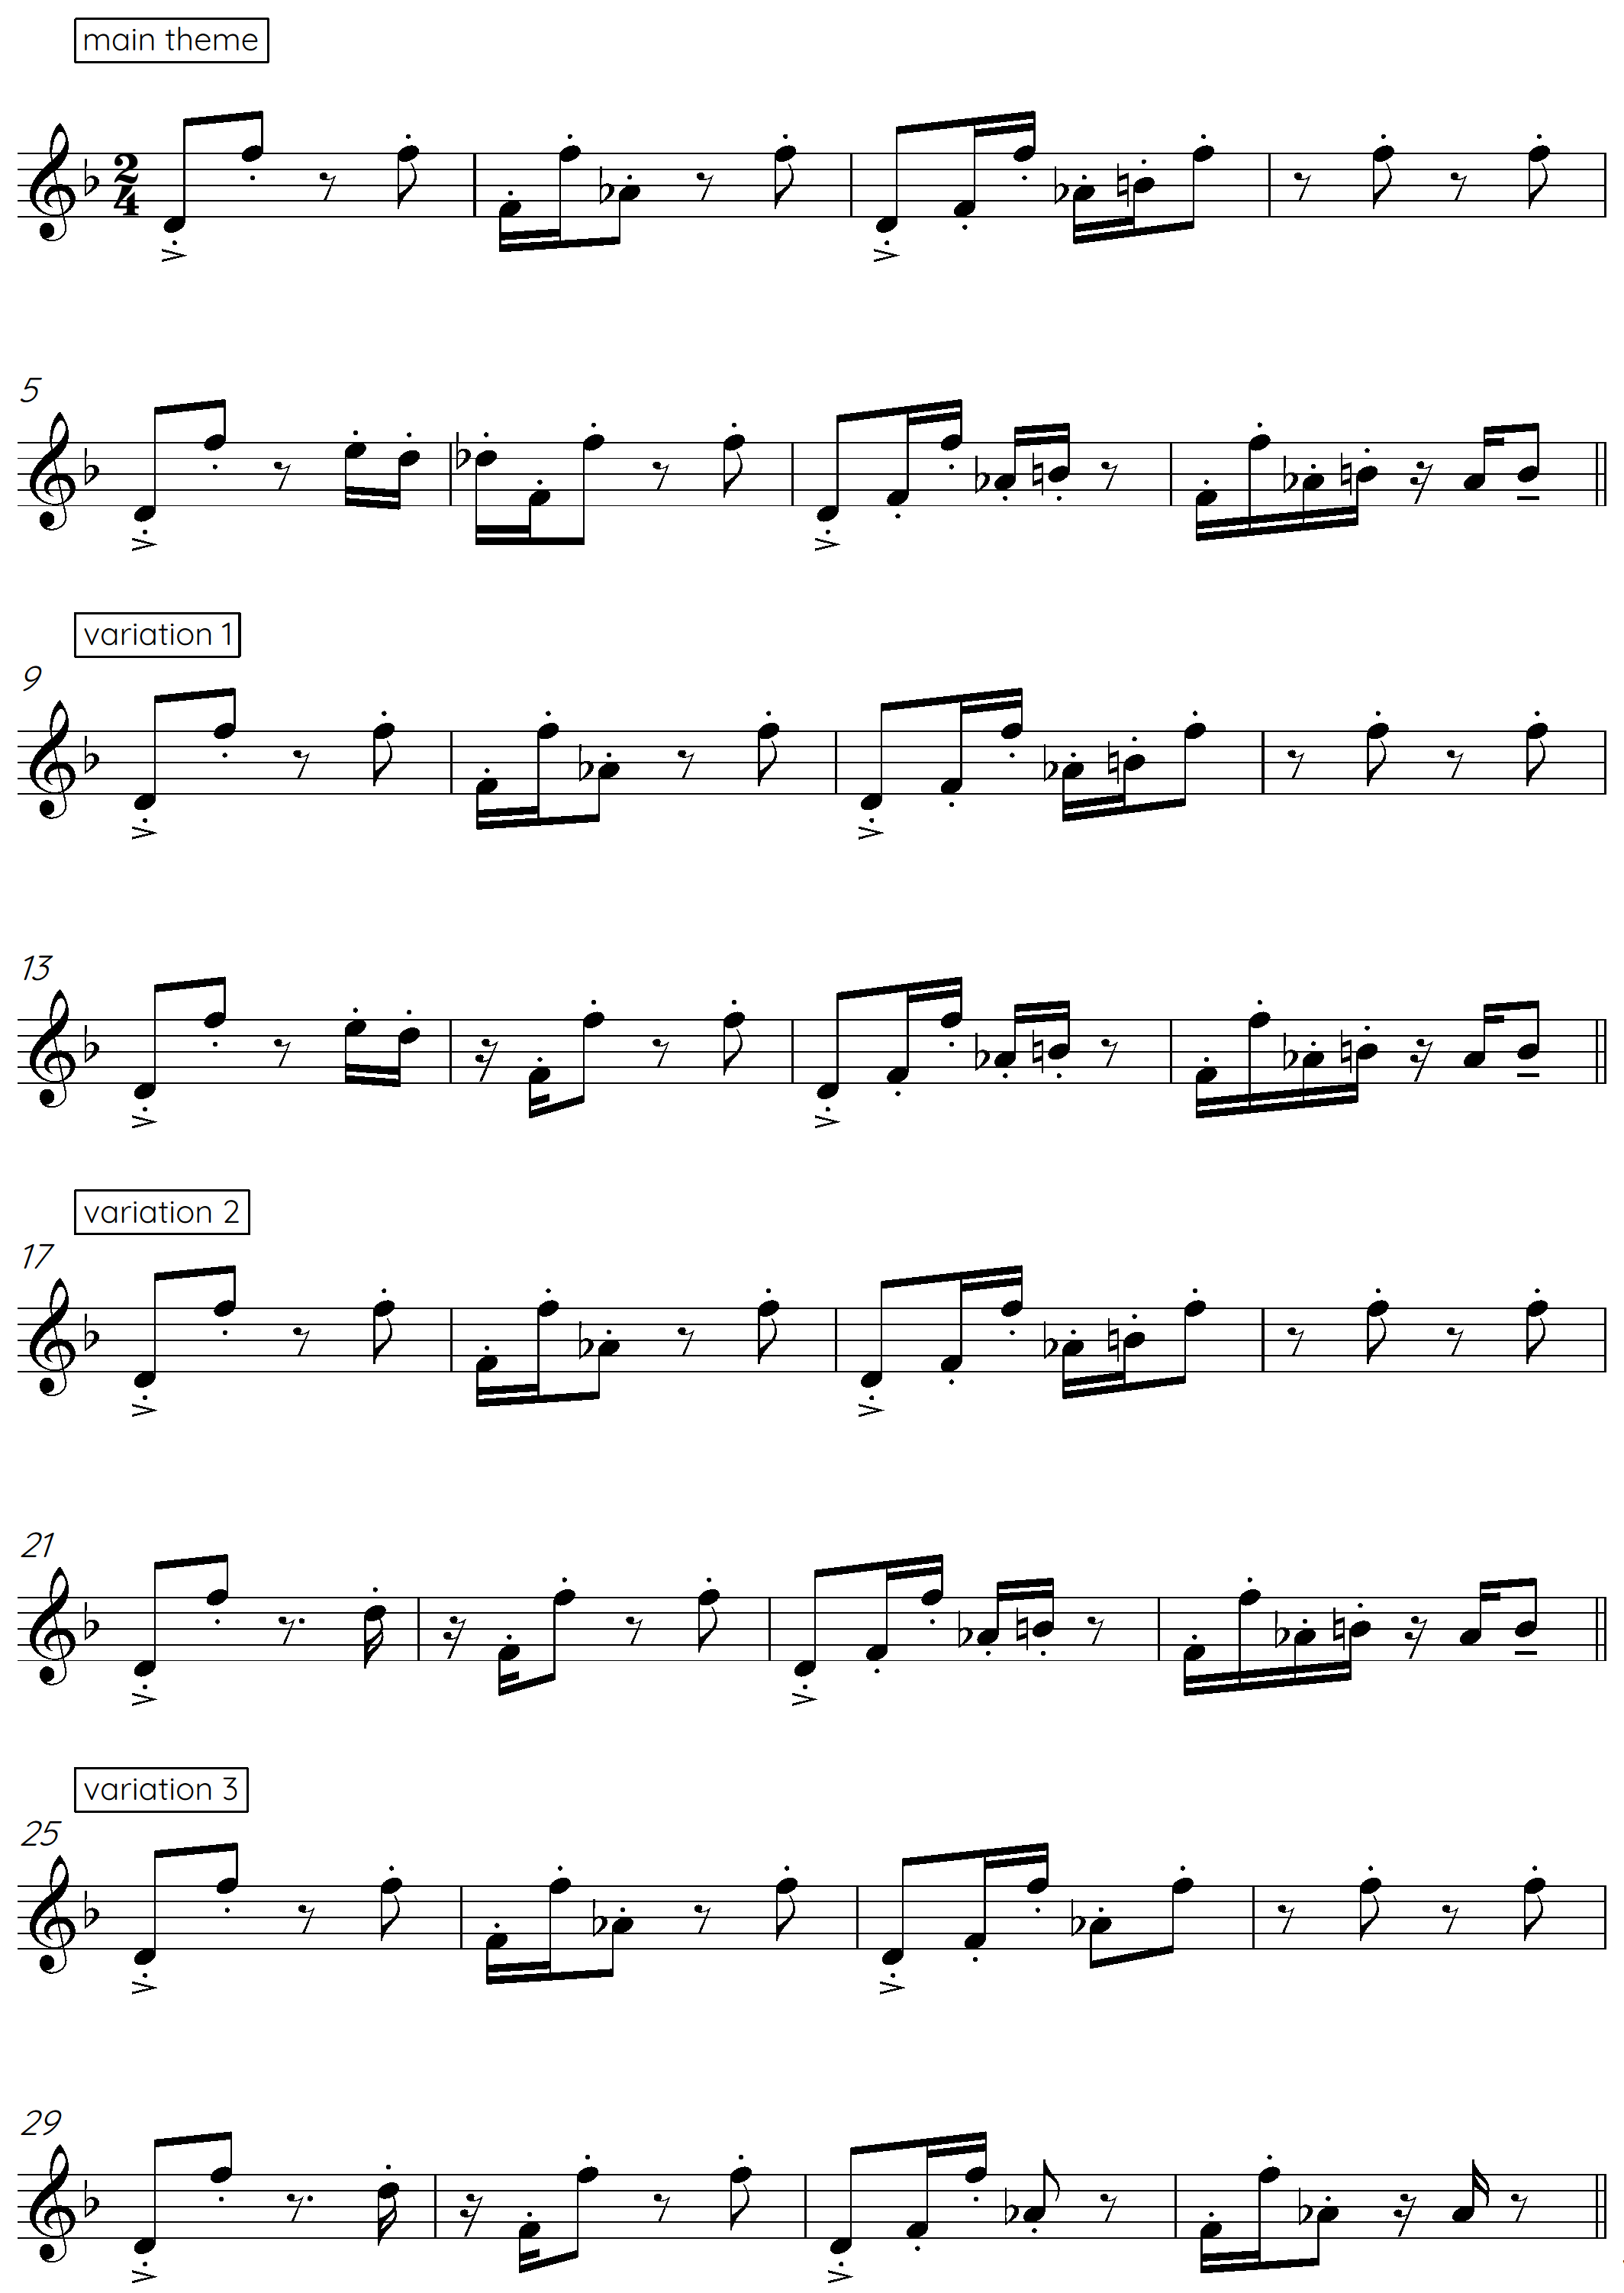 main theme
2
4
5
variation 1
9
13
variation 2
17
21
variation 3
25
29